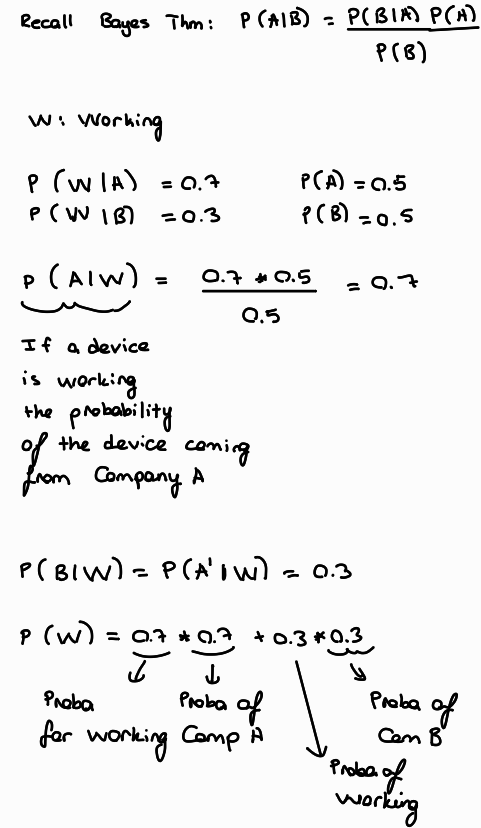 Recall Bayes Thm: P(A|B) = P(B|A) P(A)
P(B)
W: Working
P(W|A) = 0.7 P(A) = 0.5
P(W|B) = 0.3 P(B) = 0.5
P(A|W) = 0.7 * 0.5 = 0.7
0.5
If a device
is working
the probability
of the device coming
from Company A
P(B|W) = P(A'|W) = 0.3
P(W) = 0.7 * 0.7 + 0.3 * 0.3
Proba Proba of Proba of
for working Comp A Com B
Proba of
working